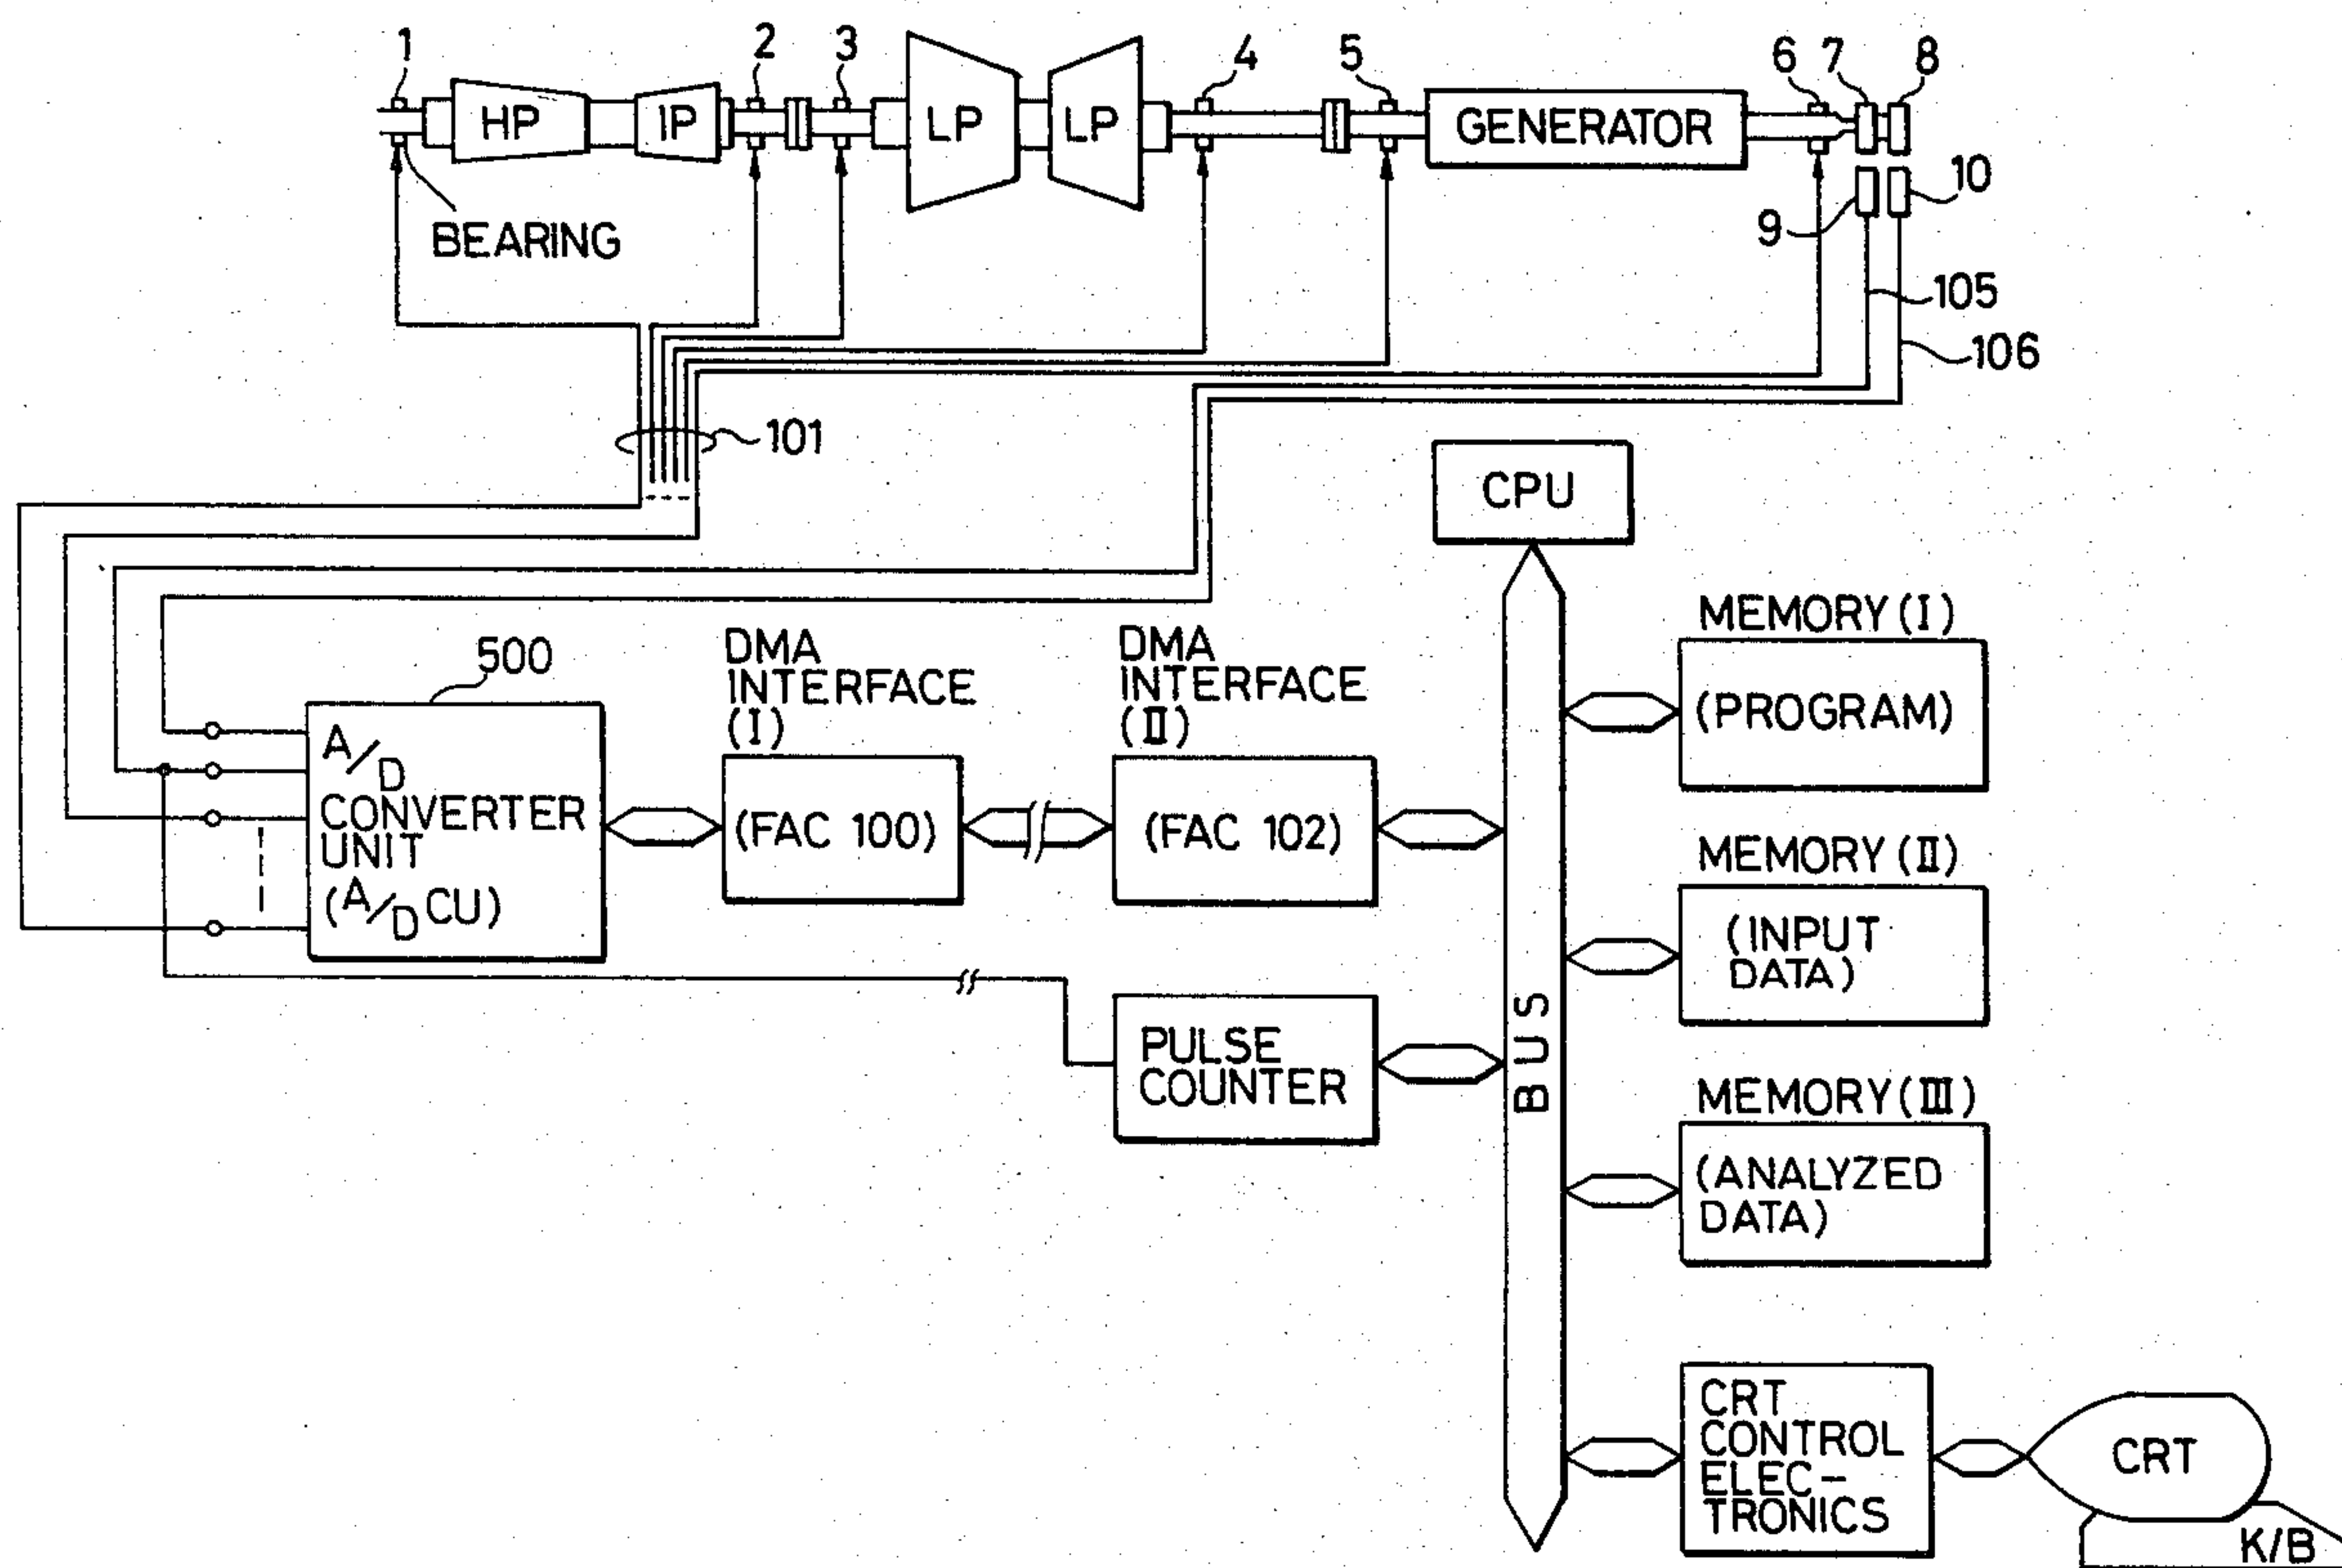 1
2
3
4
5
6
7
8
HP
IP
LP
LP
GENERATOR
BEARING
9
10
105
106
101
CPU
500
DMA
INTERFACE
(I)
DMA
INTERFACE
(II)
MEMORY (I)
(PROGRAM)
A/D
CONVERTER
UNIT
(A/D CU)
(FAC 100)
(FAC 102)
MEMORY (II)
(INPUT
DATA)
BUS
PULSE
COUNTER
MEMORY (III)
(ANALYZED
DATA)
CRT
CONTROL
ELEC-
TRONICS
CRT
K/B